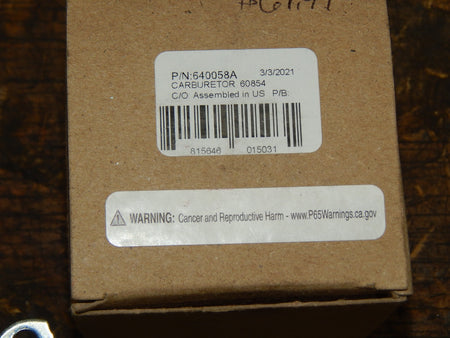 P/N:640058A 3/3/2021
CARBURETOR 60854
C/O: Assembled in US P/B:
815646 015031
WARNING: Cancer and Reproductive Harm - www.P65Warnings.ca.gov